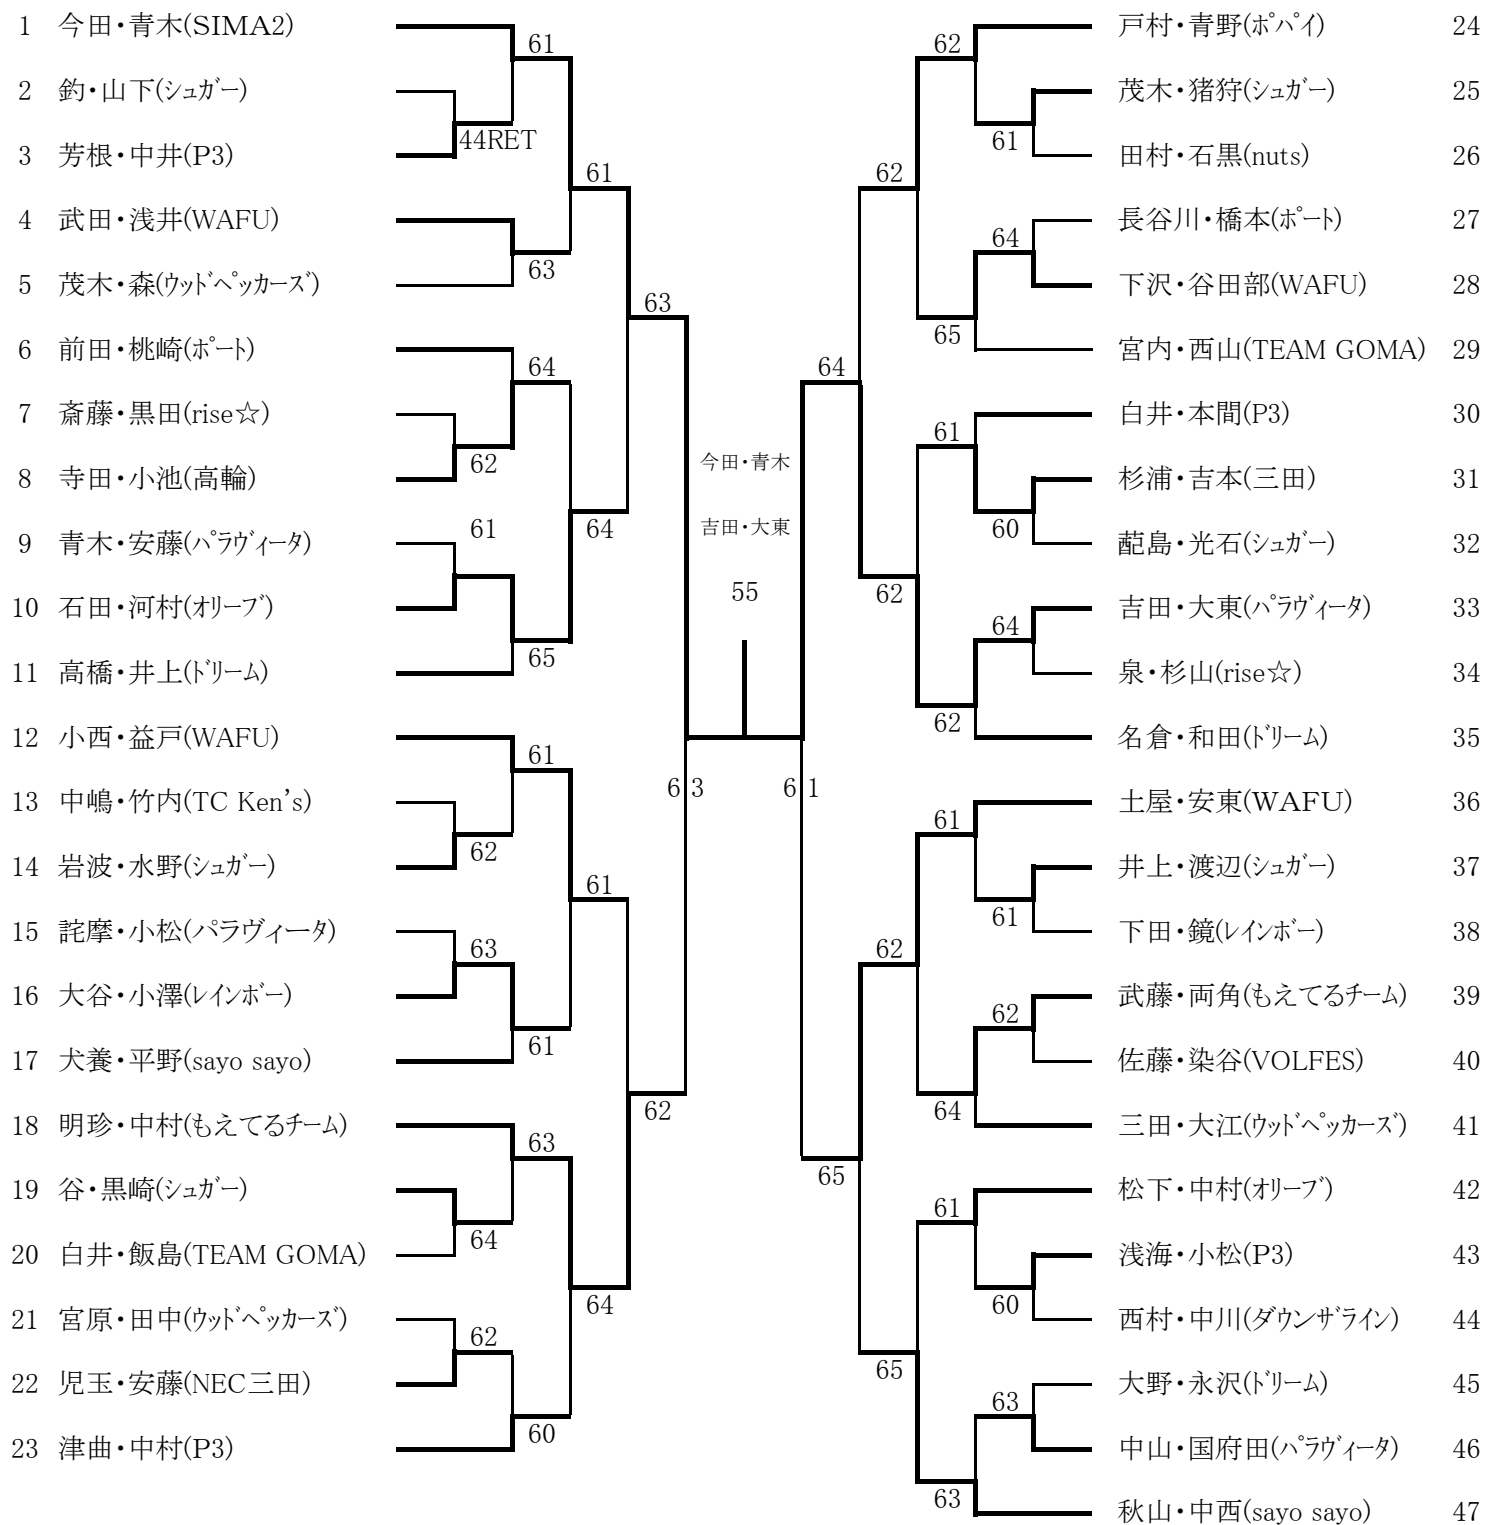 1 今田・青木(SIMA2)
61
2 釣・山下(シュガー)
44RET
3 芳根・中井(P3)
61
4 武田・浅井(WAFU)
63
5 茂木・森(ウッドペッカーズ)
63
6 前田・桃崎(ポート)
64
7 斎藤・黒田(rise☆)
62
8 寺田・小池(高輪)
61
64
9 青木・安藤(パラヴィータ)
10 石田・河村(オリーブ)
65
11 高橋・井上(ドリーム)
12 小西・益戸(WAFU)
61
13 中嶋・竹内(TC Ken's)
62
14 岩波・水野(シュガー)
61
15 詫摩・小松(パラヴィータ)
63
16 大谷・小澤(レインボー)
61
17 犬養・平野(sayo sayo)
62
18 明珍・中村(もえてるチーム)
63
19 谷・黒崎(シュガー)
64
20 白井・飯島(TEAM GOMA)
64
21 宮原・田中(ウッドペッカーズ)
62
22 児玉・安藤(NEC三田)
60
23 津曲・中村(P3)
今田・青木
吉田・大東
55
63
61
戸村・青野(ポパイ) 24
62
茂木・猪狩(シュガー) 25
61
田村・石黒(nuts) 26
62
長谷川・橋本(ポート) 27
64
下沢・谷田部(WAFU) 28
65
宮内・西山(TEAM GOMA) 29
64
白井・本間(P3) 30
61
杉浦・吉本(三田) 31
60
蓜島・光石(シュガー) 32
62
吉田・大東(パラヴィータ) 33
64
泉・杉山(rise☆) 34
62
名倉・和田(ドリーム) 35
土屋・安東(WAFU) 36
61
井上・渡辺(シュガー) 37
61
下田・鏡(レインボー) 38
62
武藤・両角(もえてるチーム) 39
62
佐藤・染谷(VOLFES) 40
64
三田・大江(ウッドペッカーズ) 41
65
松下・中村(オリーブ) 42
61
浅海・小松(P3) 43
60
西村・中川(ダウンザライン) 44
65
大野・永沢(ドリーム) 45
63
中山・国府田(パラヴィータ) 46
63
秋山・中西(sayo sayo) 47